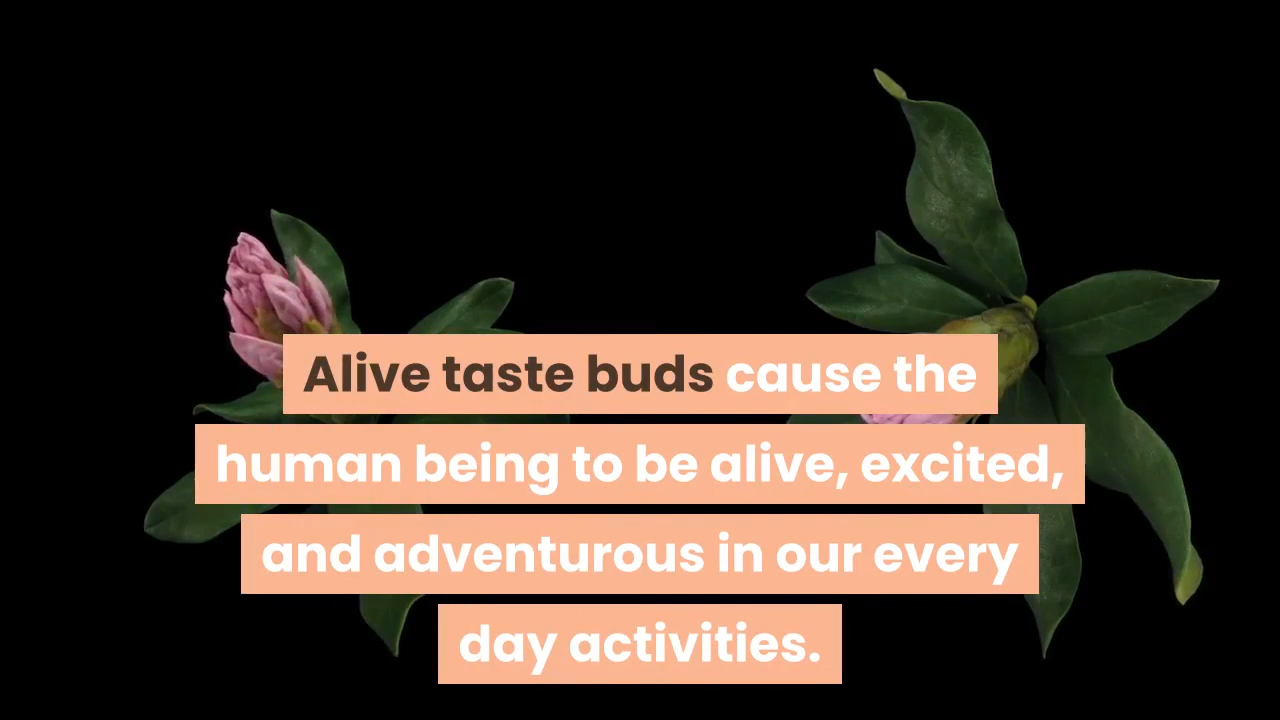 Alive taste buds cause the
human being to be alive, excited,
and adventurous in our every
day activities.